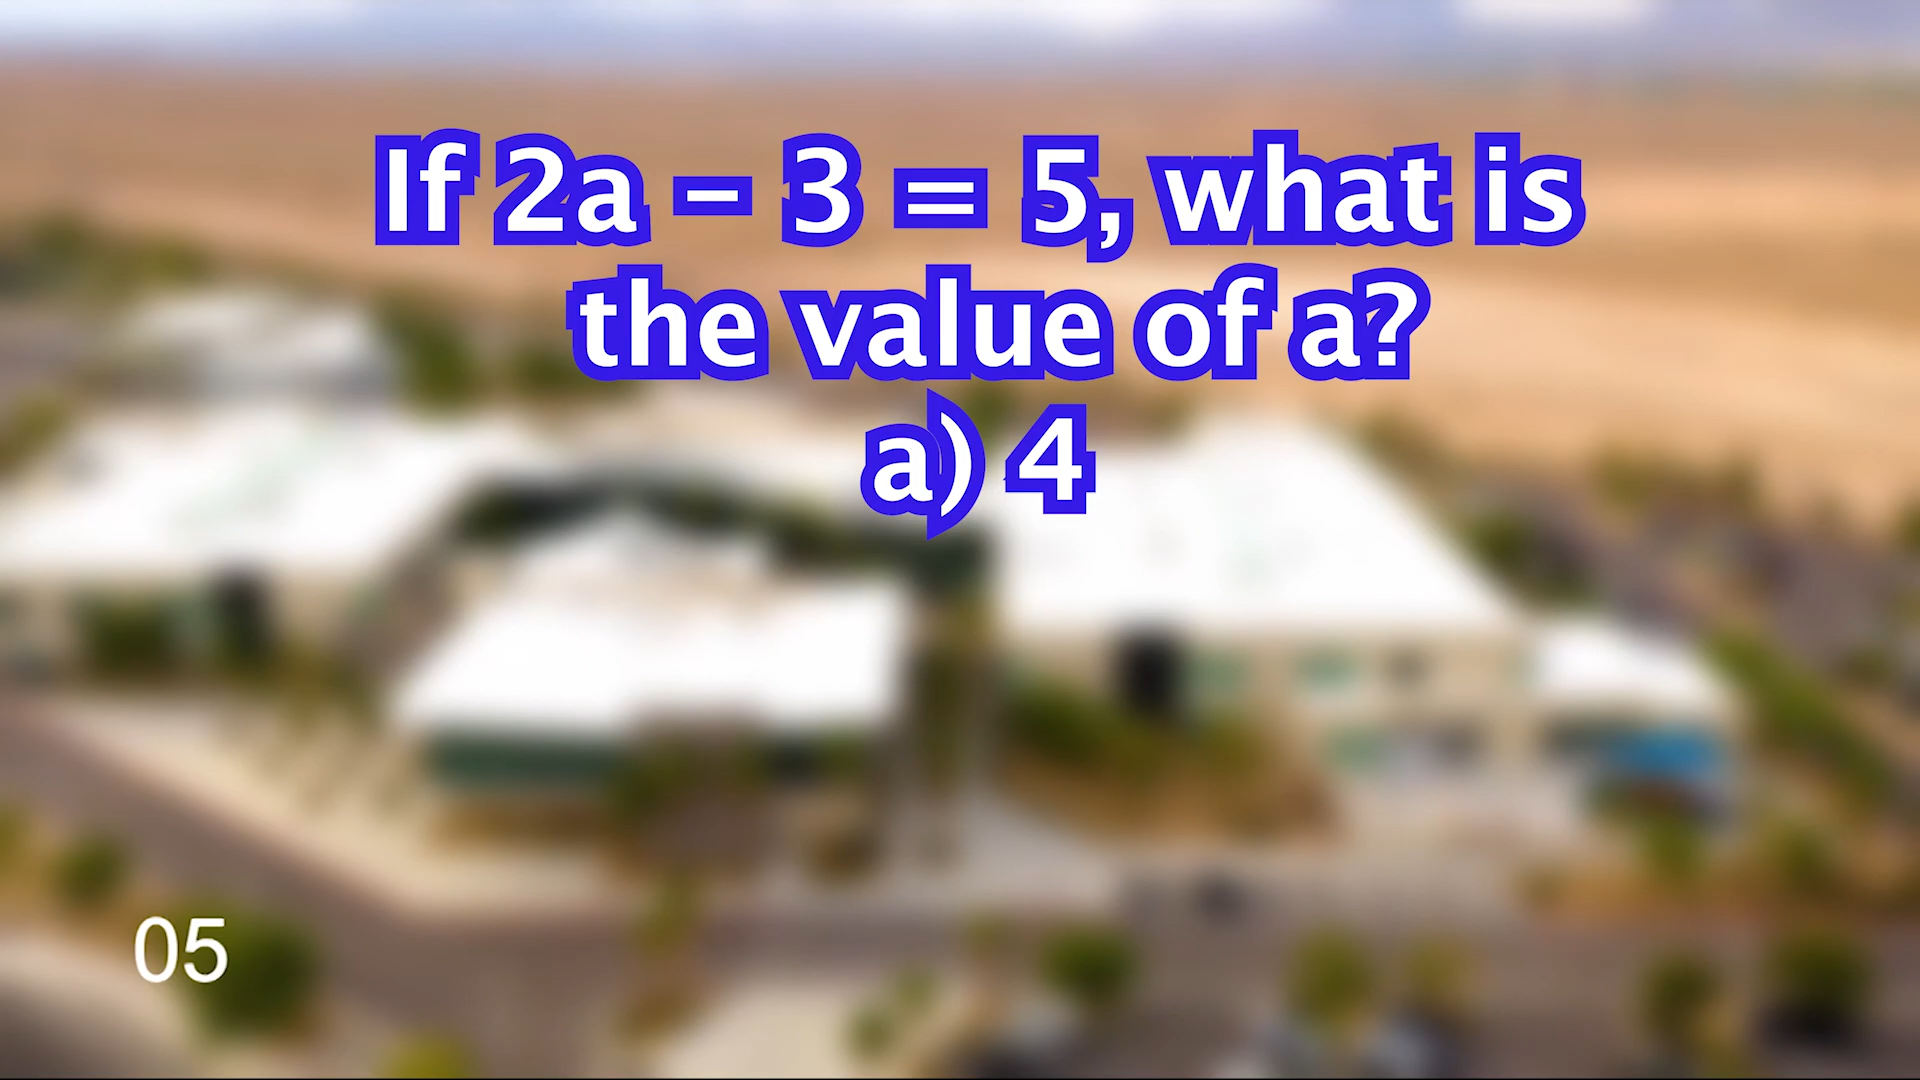 If 2a – 3 = 5, what is
the value of a?
a) 4
05